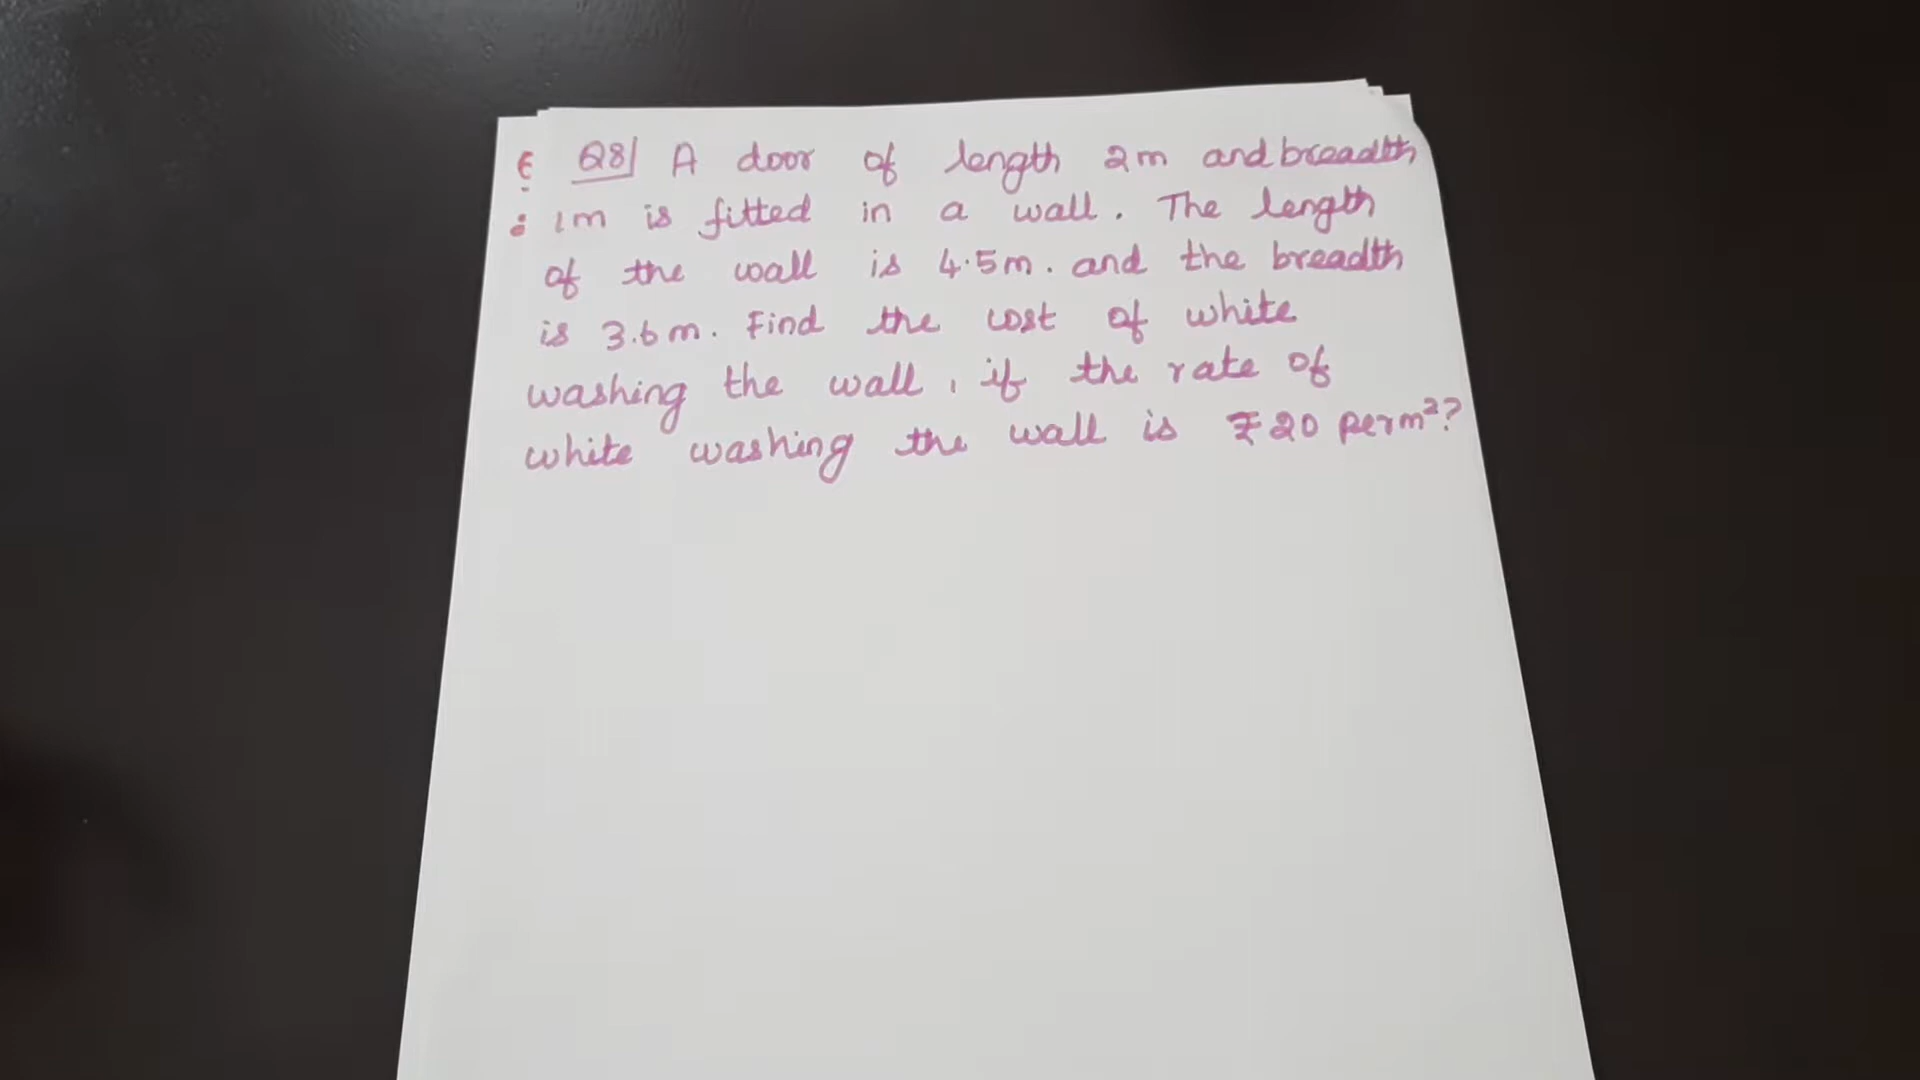 Q8| A door of length 2m and breadth
1m is fitted in a wall. The length
of the wall is 4.5m. and the breadth
is 3.6m. Find the cost of white
washing the wall, if the rate of
white washing the wall is ₹20 per m²?